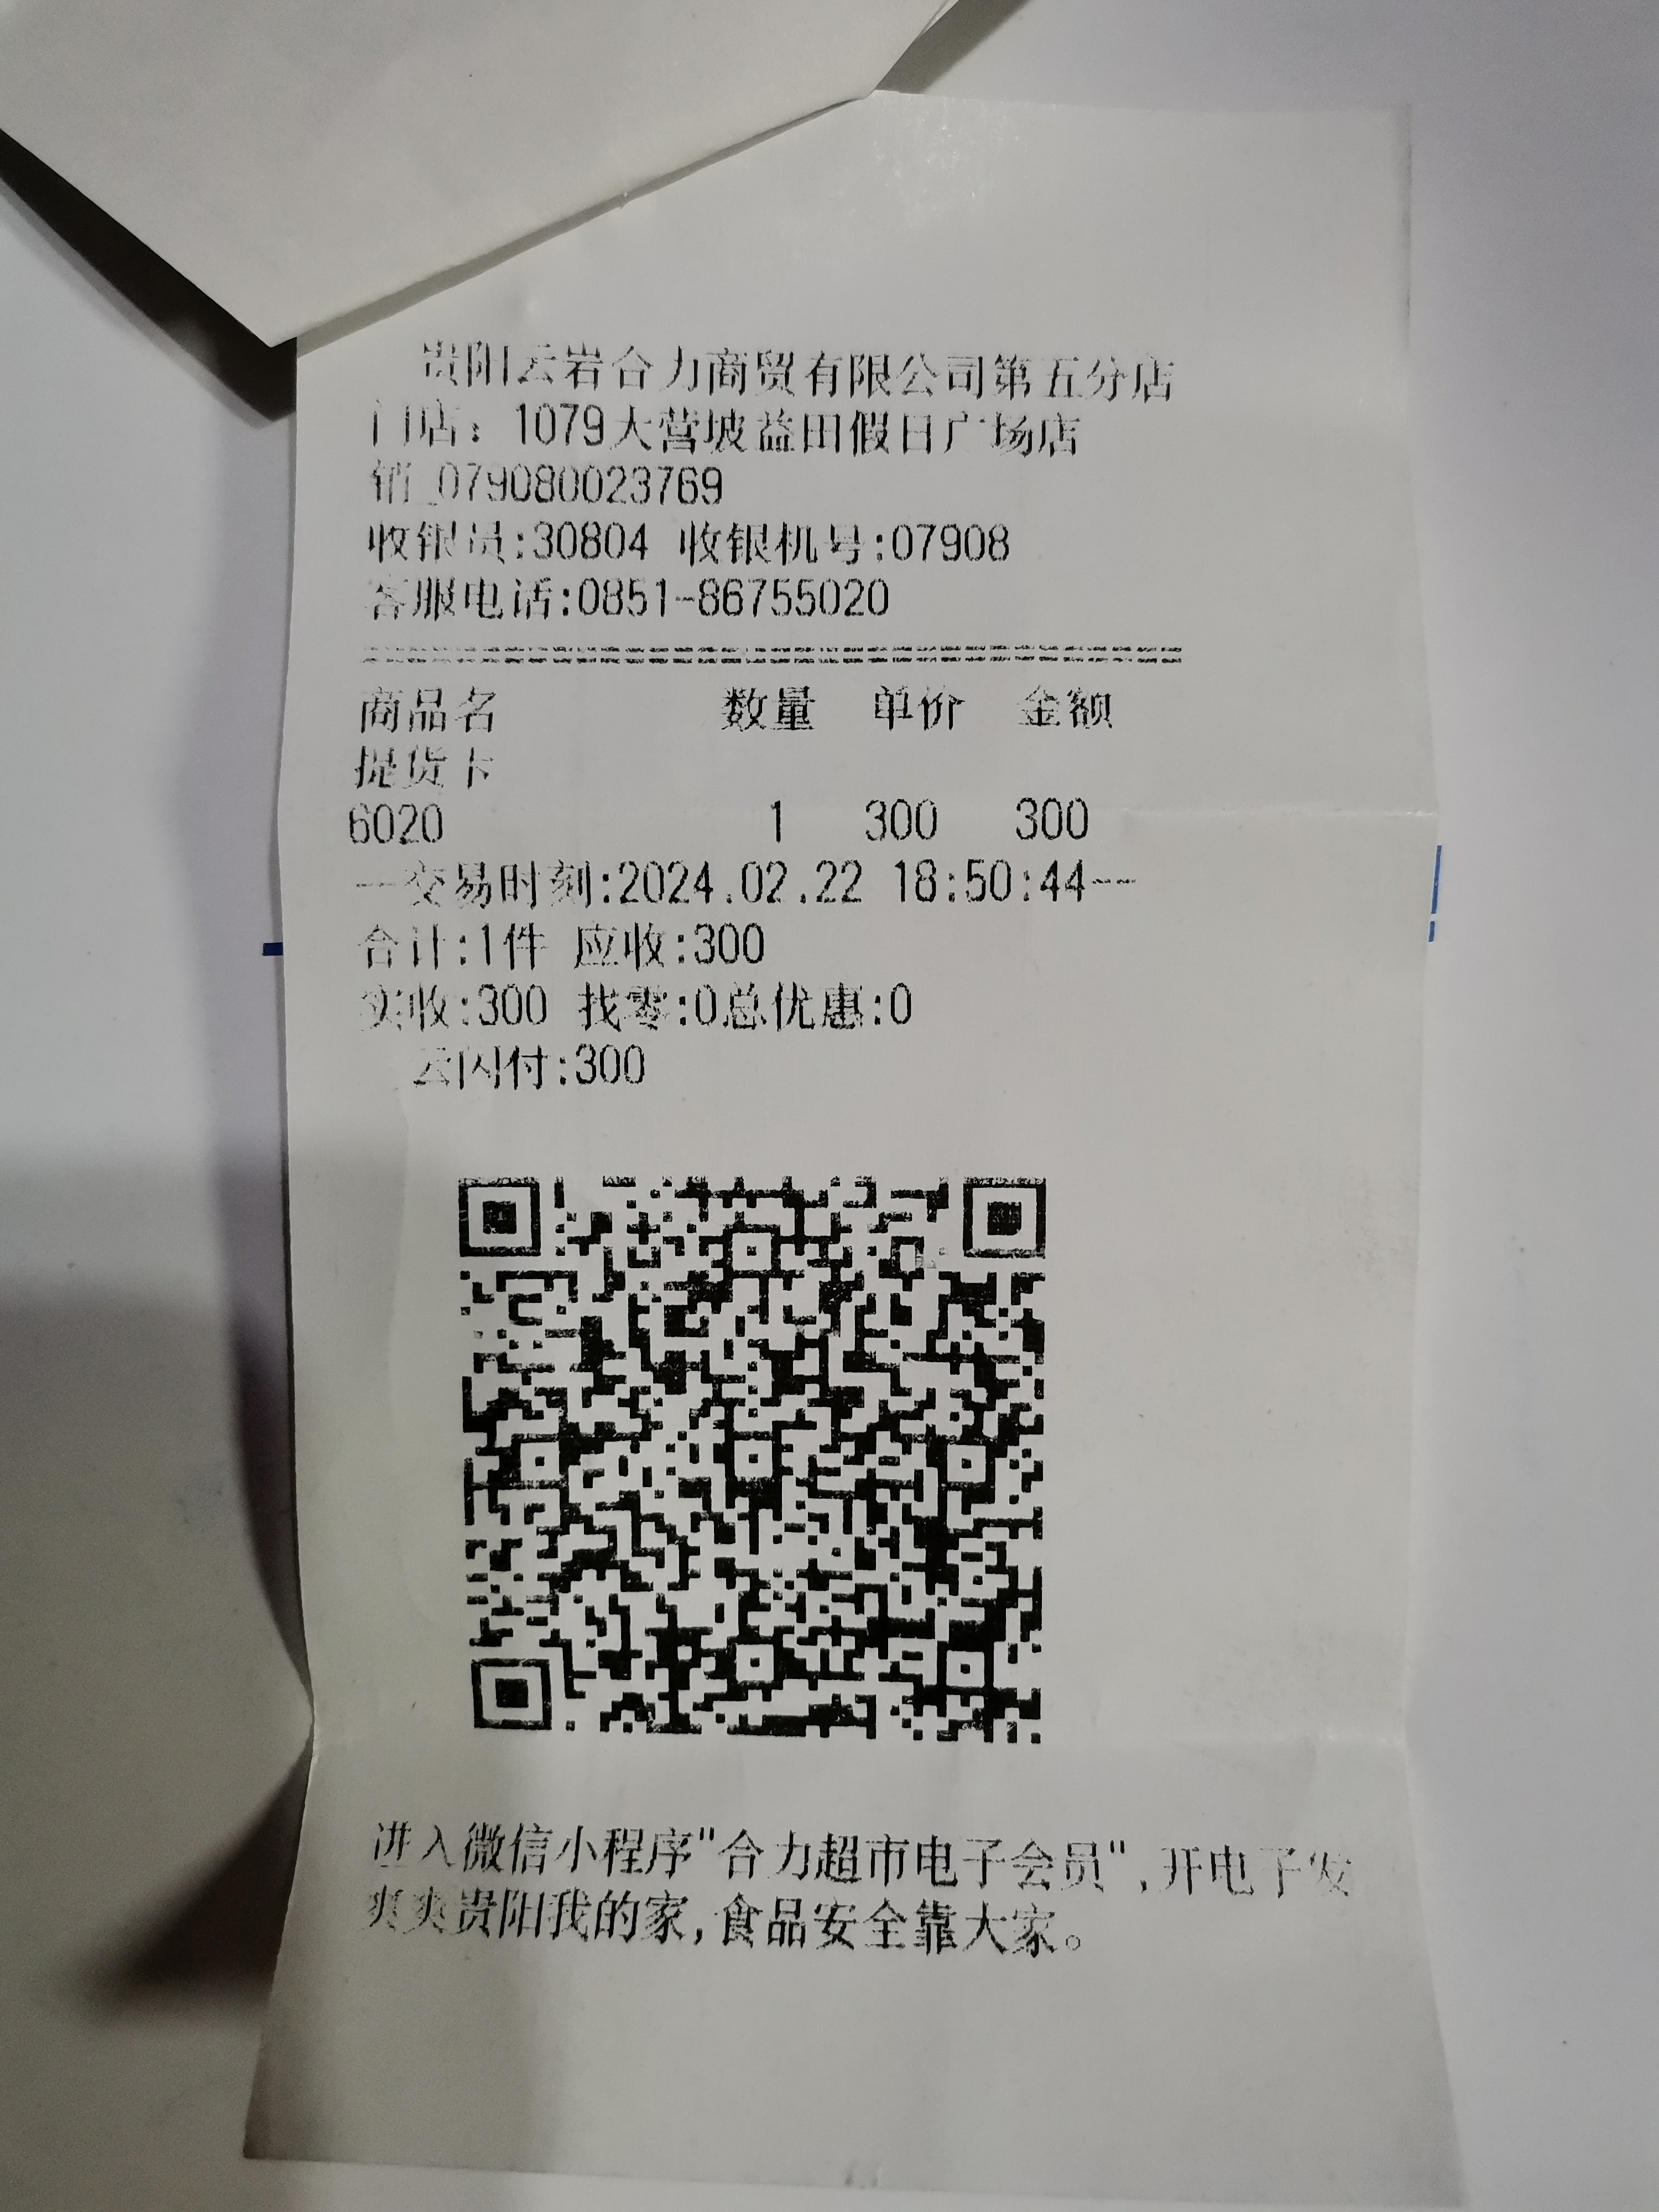 贵阳云岩合力商贸有限公司第五分店
门店：1079大营坡益田假日广场店
销_079080023769
收银员:30804 收银机号:07908
客服电话:0851-86755020
商品名 数量 单价 金额
提货卡
6020 1 300 300
--交易时刻:2024.02.22 18:50:44--
合计:1件 应收:300
实收:300 找零:0总优惠:0
云闪付:300
进入微信小程序"合力超市电子会员",开电子发
爽爽贵阳我的家,食品安全靠大家。